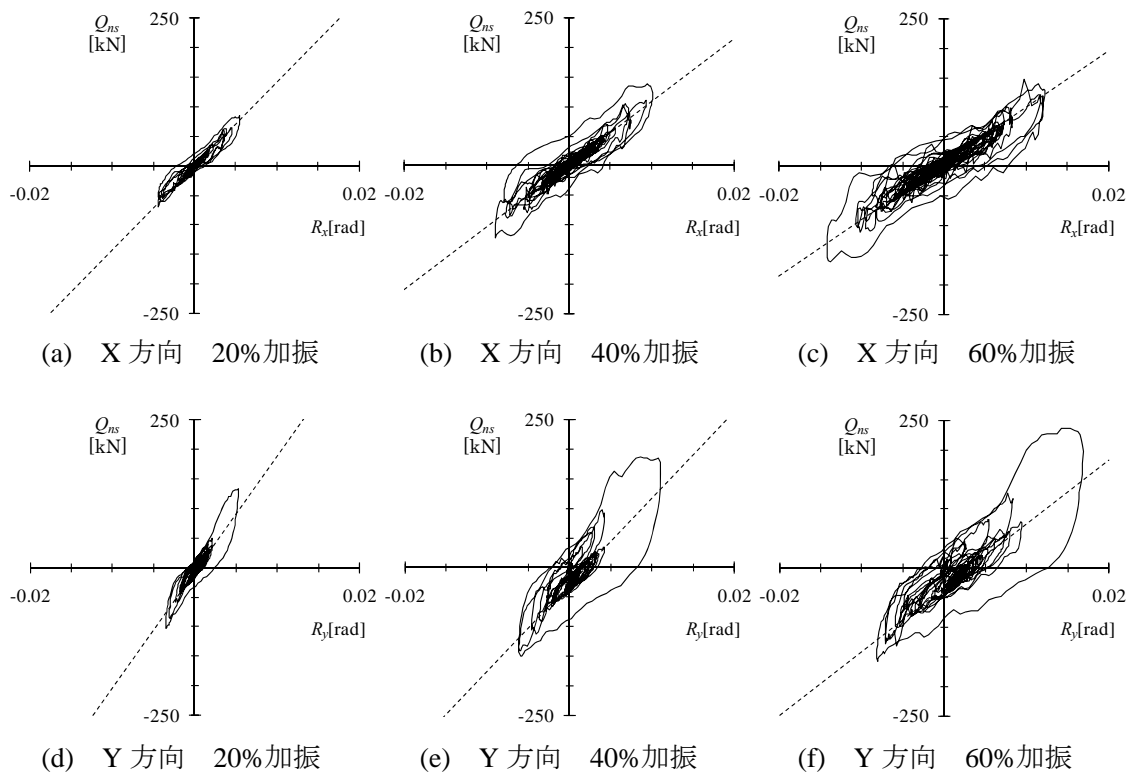 250
Q_ns
[kN]
-0.02
0.02
R_x[rad]
-250
(a) X 方向 20%加振
250
Q_ns
[kN]
-0.02
0.02
R_x[rad]
-250
(b) X 方向 40%加振
250
Q_ns
[kN]
-0.02
0.02
R_x[rad]
-250
(c) X 方向 60%加振
250
Q_ns
[kN]
-0.02
0.02
R_y[rad]
-250
(d) Y 方向 20%加振
250
Q_ns
[kN]
-0.02
0.02
R_y[rad]
-250
(e) Y 方向 40%加振
250
Q_ns
[kN]
-0.02
0.02
R_y[rad]
-250
(f) Y 方向 60%加振